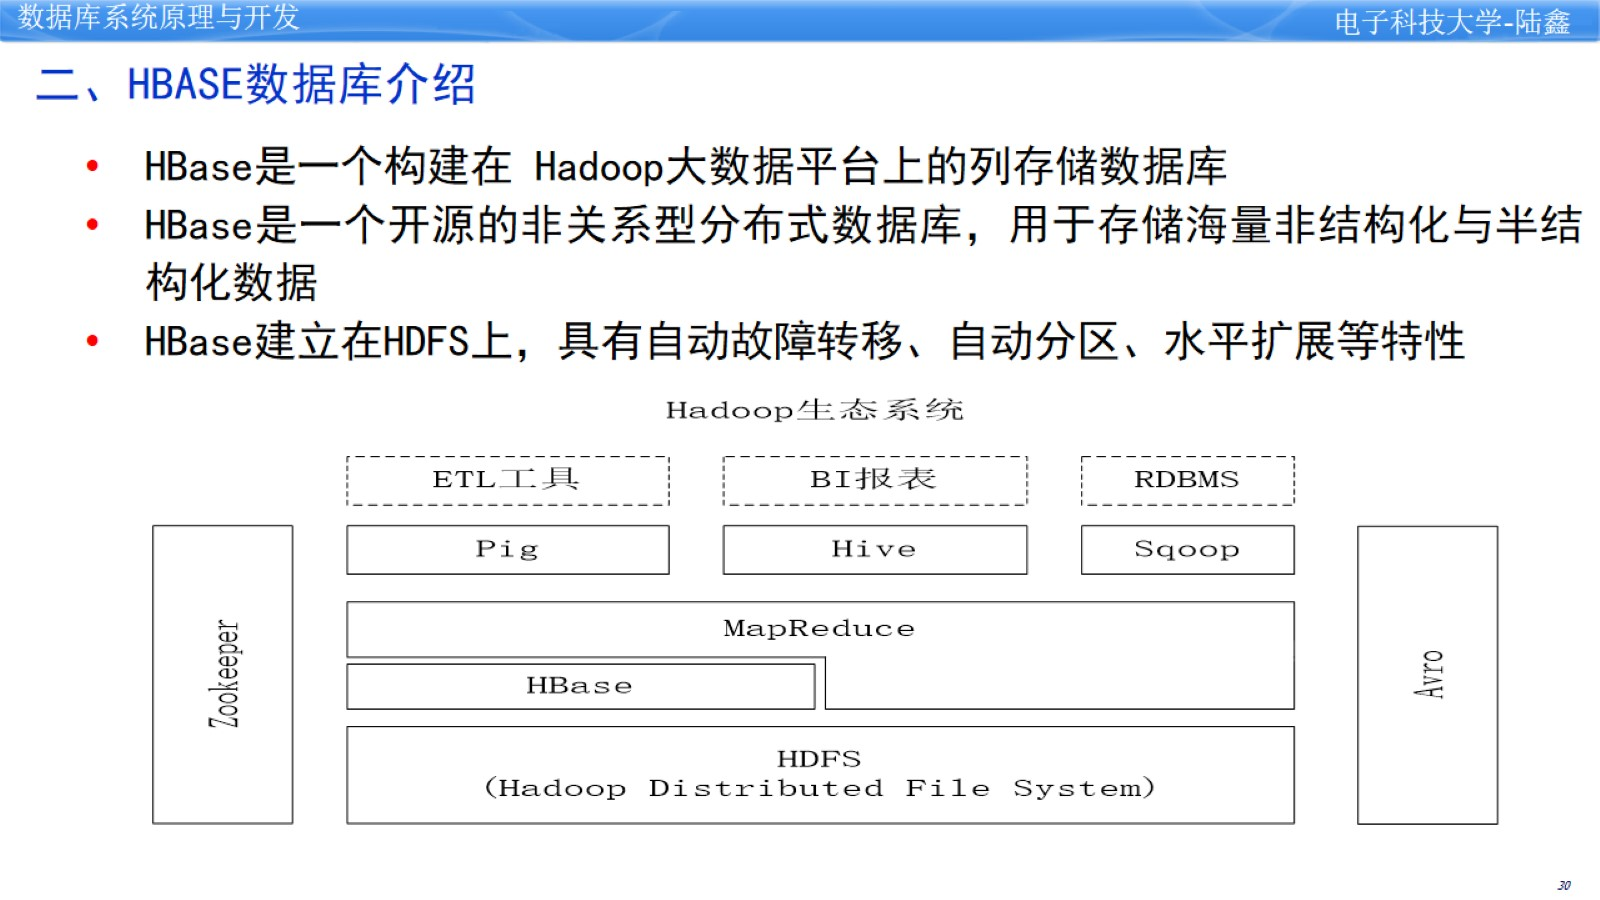 数据库系统原理与开发
电子科技大学-陆鑫
二、HBASE数据库介绍
• HBase是一个构建在 Hadoop大数据平台上的列存储数据库
• HBase是一个开源的非关系型分布式数据库，用于存储海量非结构化与半结
构化数据
• HBase建立在HDFS上，具有自动故障转移、自动分区、水平扩展等特性
Hadoop生态系统
ETL工具
BI报表
RDBMS
Pig
Hive
Sqoop
Zookeeper
MapReduce
HBase
Avro
HDFS
(Hadoop Distributed File System)
30